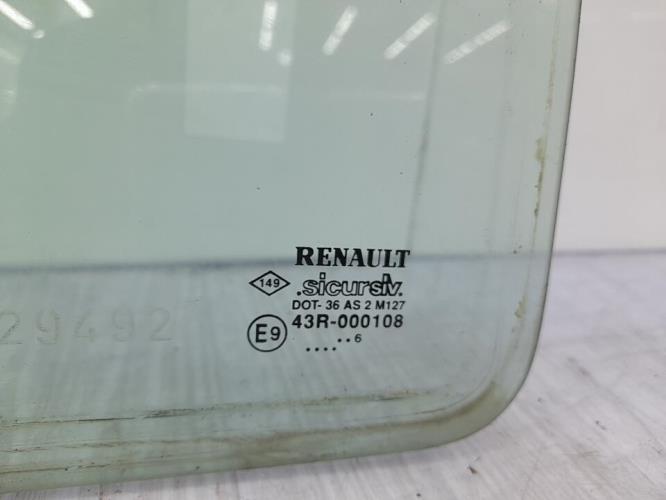 RENAULT
149 .sicursiv.
DOT- 36 AS 2 M127
E9 43R-000108
.. 6
....
29492